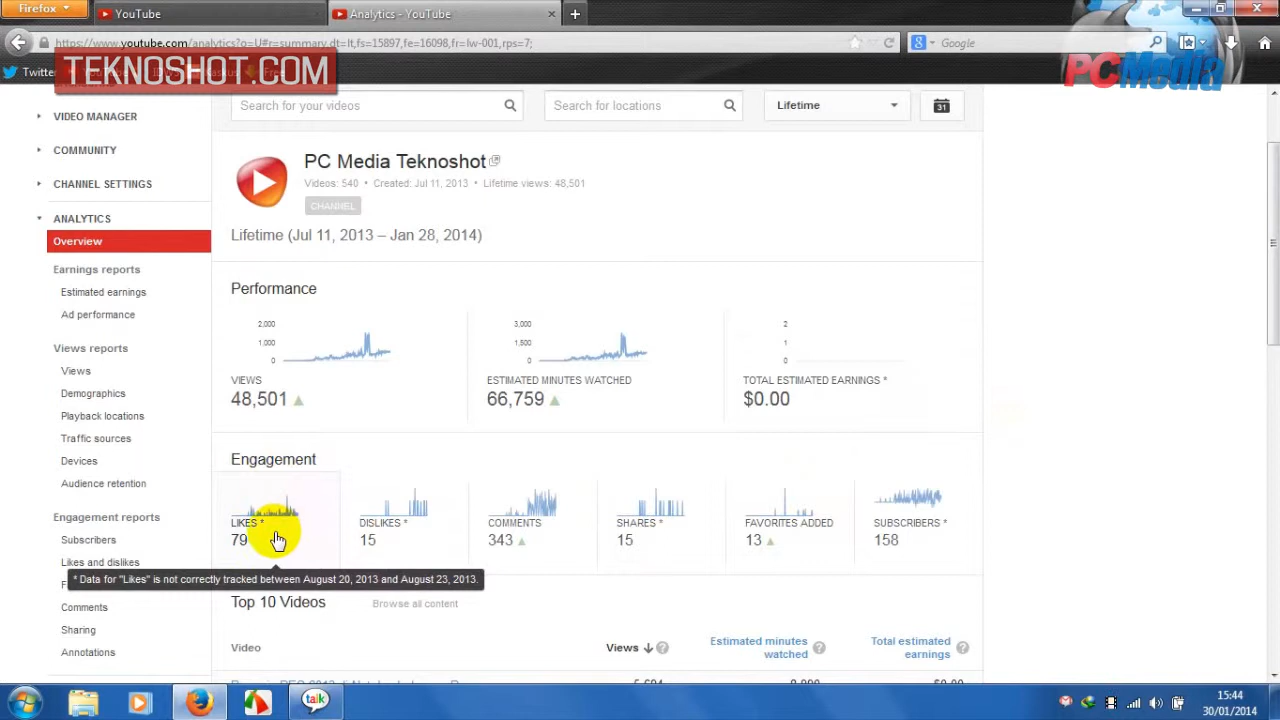 Firefox
YouTube
Analytics - YouTube
https://www.youtube.com/analytics?o=U#r=summary,dt=lt,fs=15897,fe=16098,fr=lw-001,rps=7;
Google
Twitter
TEKNOSHOT.COM
PCMedia
VIDEO MANAGER
COMMUNITY
CHANNEL SETTINGS
ANALYTICS
Overview
Earnings reports
Estimated earnings
Ad performance
Views reports
Views
Demographics
Playback locations
Traffic sources
Devices
Audience retention
Engagement reports
Subscribers
Likes and dislikes
Comments
Sharing
Annotations
Search for your videos
Search for locations
Lifetime
31
PC Media Teknoshot
Videos: 540 • Created: Jul 11, 2013 • Lifetime views: 48,501
CHANNEL
Lifetime (Jul 11, 2013 – Jan 28, 2014)
Performance
2,000
1,000
0
VIEWS
48,501
3,000
1,500
0
ESTIMATED MINUTES WATCHED
66,759
2
1
0
TOTAL ESTIMATED EARNINGS *
$0.00
Engagement
LIKES *
79
DISLIKES *
15
COMMENTS
343
SHARES *
15
FAVORITES ADDED
13
SUBSCRIBERS *
158
* Data for "Likes" is not correctly tracked between August 20, 2013 and August 23, 2013.
Top 10 Videos
Browse all content
Video
Views
Estimated minutes watched
Total estimated earnings
talk
15:44
30/01/2014